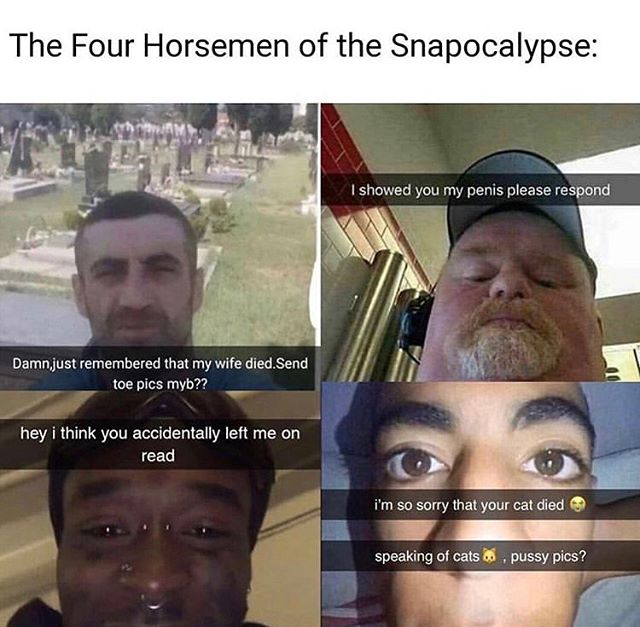 The Four Horsemen of the Snapocalypse:
I showed you my penis please respond
Damn,just remembered that my wife died.Send
toe pics myb??
hey i think you accidentally left me on
read
i'm so sorry that your cat died 😭
speaking of cats🐱 , pussy pics?